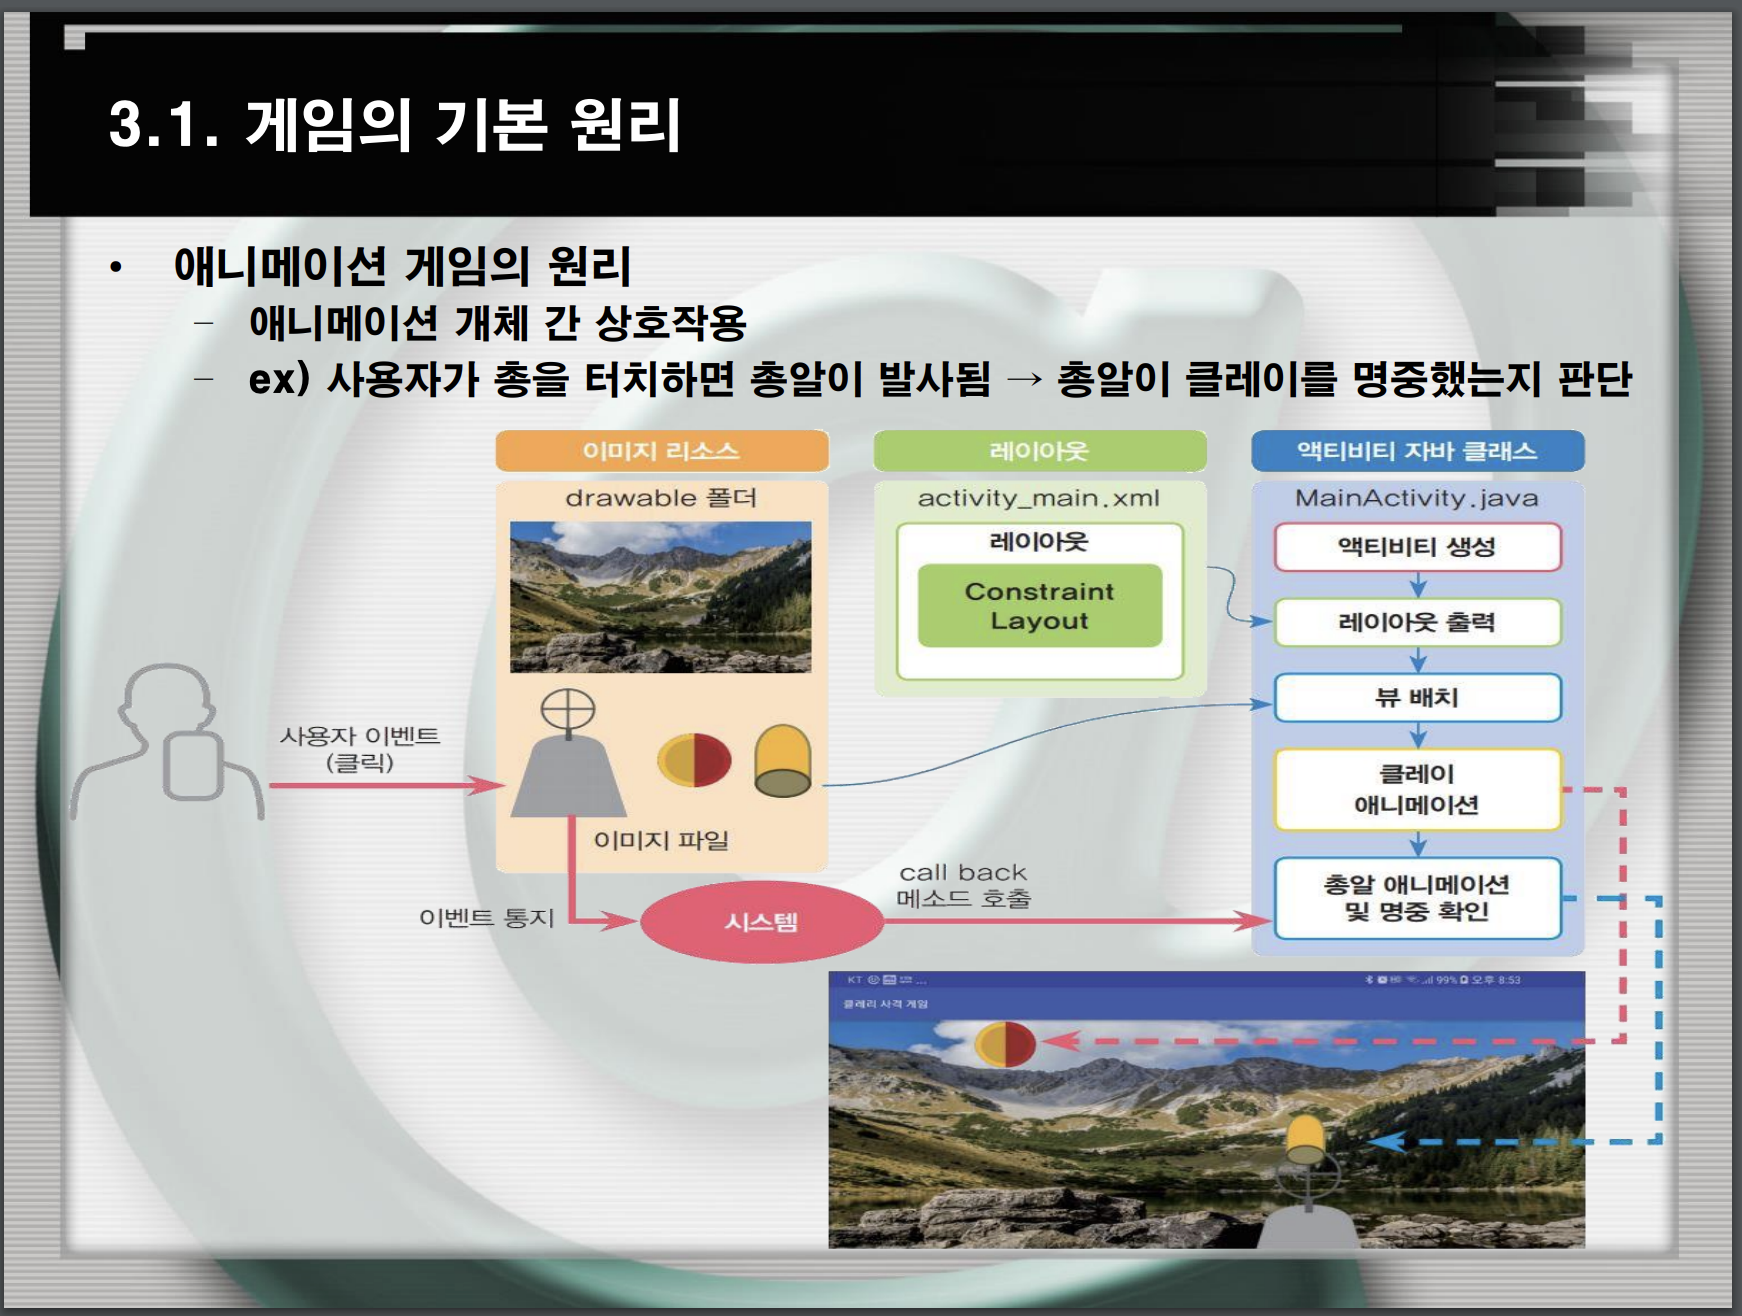 3.1. 게임의 기본 원리
• 애니메이션 게임의 원리
– 애니메이션 개체 간 상호작용
– ex) 사용자가 총을 터치하면 총알이 발사됨 → 총알이 클레이를 명중했는지 판단
이미지 리소스
drawable 폴더
이미지 파일
레이아웃
activity_main.xml
레이아웃
Constraint
Layout
액티비티 자바 클래스
MainActivity.java
액티비티 생성
레이아웃 출력
뷰 배치
클레이
애니메이션
총알 애니메이션
및 명중 확인
사용자 이벤트
(클릭)
이벤트 통지
시스템
call back
메소드 호출
KT
...
99%
오후 8:53
클레리 사격 게임